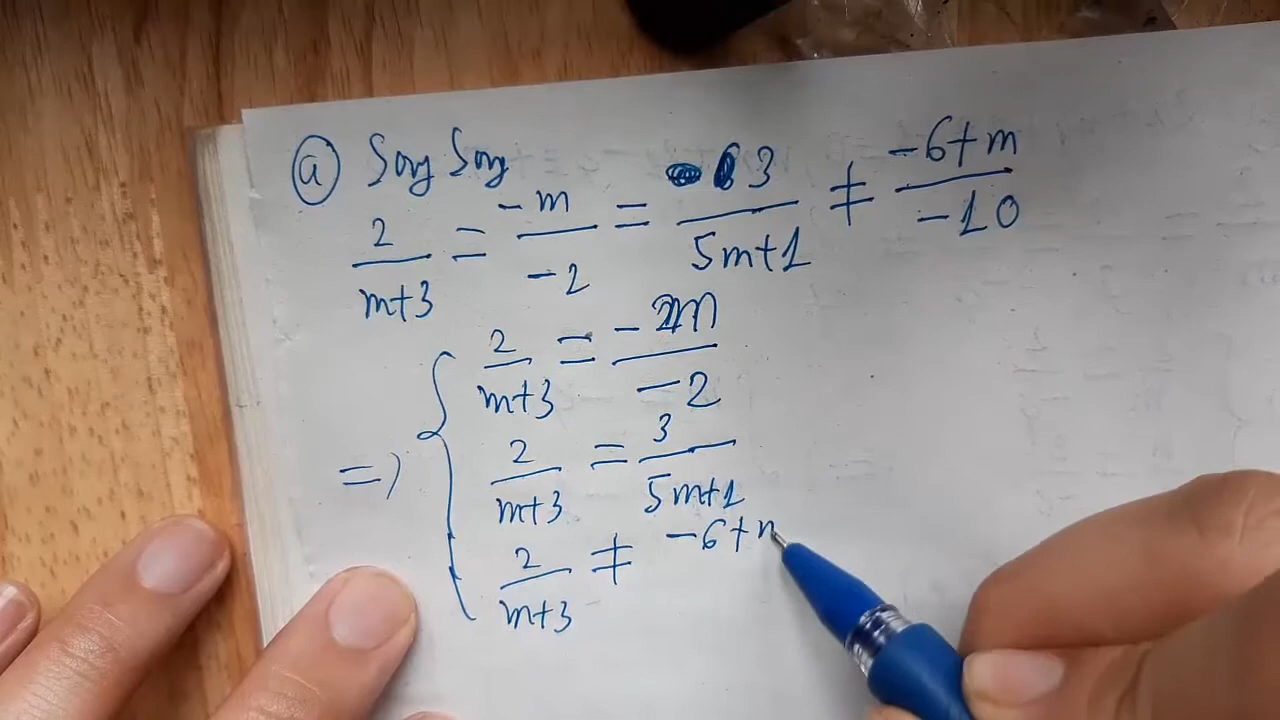 a Song Song
2/(m+3) = -m/-2 = 3/(5m+1) ≠ (-6+m)/-10
2/(m+3) = -2m/-2
=> { 2/(m+3) = 3/(5m+1)
2/(m+3) ≠ -6+m